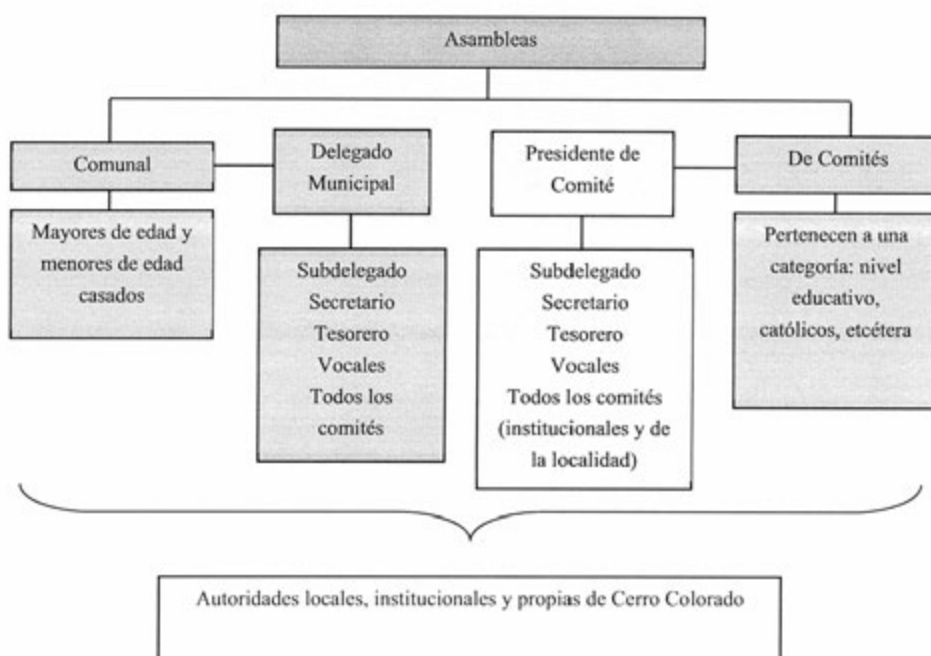 Asambleas
Comunal
Delegado
Municipal
Presidente de
Comité
De Comités
Mayores de edad y
menores de edad
casados
Subdelegado
Secretario
Tesorero
Vocales
Todos los
comités
Subdelegado
Secretario
Tesorero
Vocales
Todos los comités
(institucionales y de
la localidad)
Pertenecen a una
categoría: nivel
educativo,
católicos, etcétera
Autoridades locales, institucionales y propias de Cerro Colorado